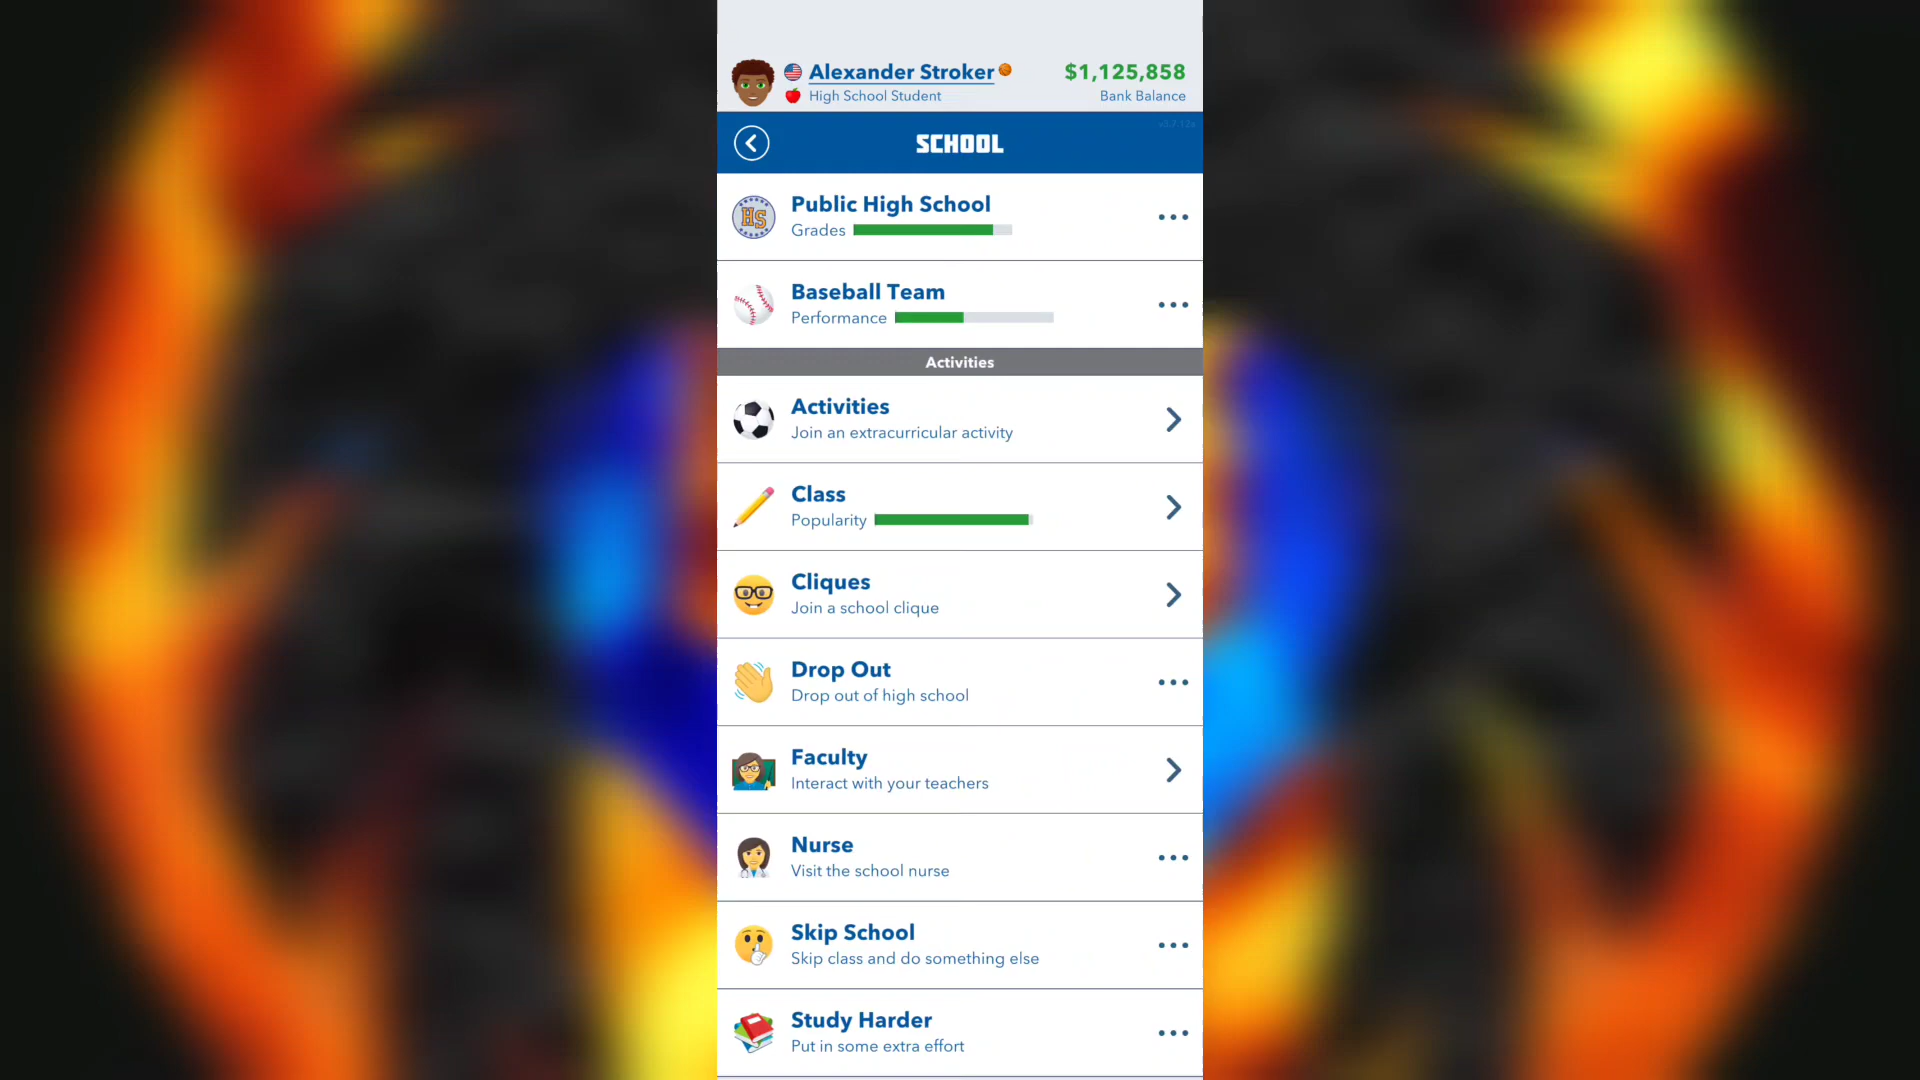 Alexander Stroker
$1,125,858
High School Student
Bank Balance
v3.7.12a
SCHOOL
HS
Public High School
Grades
Baseball Team
Performance
Activities
Activities
Join an extracurricular activity
Class
Popularity
Cliques
Join a school clique
Drop Out
Drop out of high school
Faculty
Interact with your teachers
Nurse
Visit the school nurse
Skip School
Skip class and do something else
Study Harder
Put in some extra effort